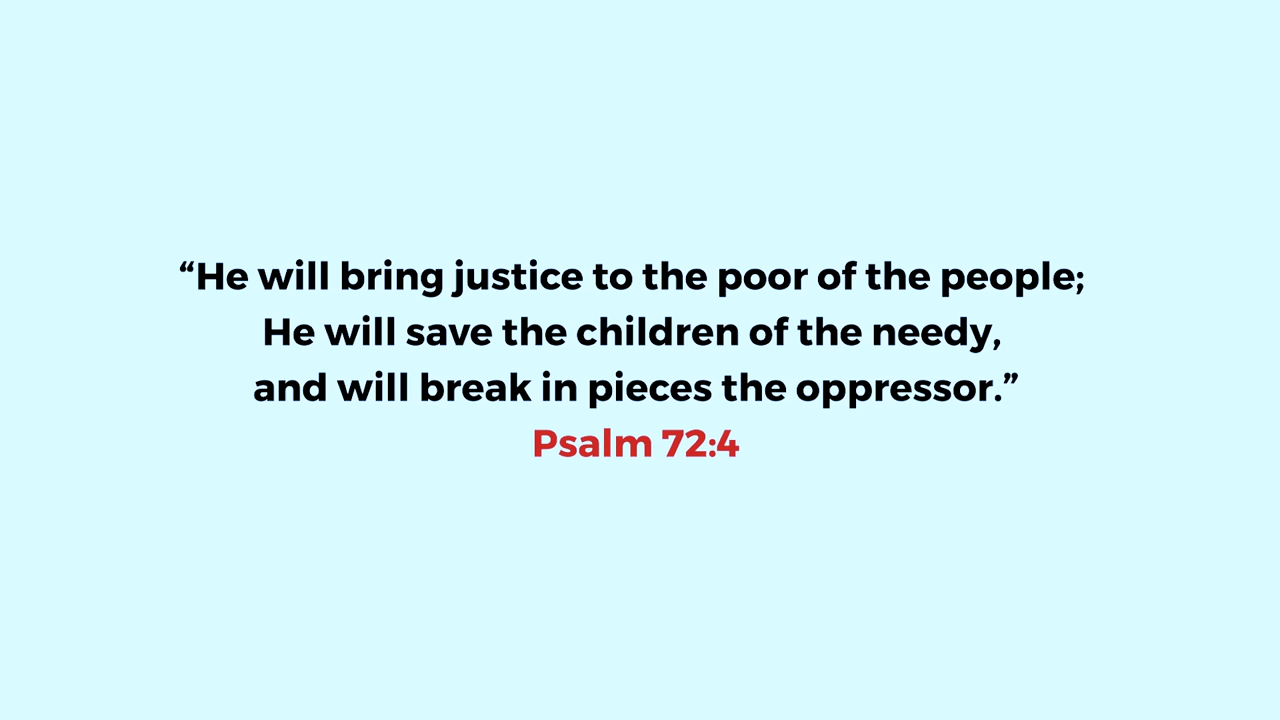 “He will bring justice to the poor of the people;
He will save the children of the needy,
and will break in pieces the oppressor.”
Psalm 72:4